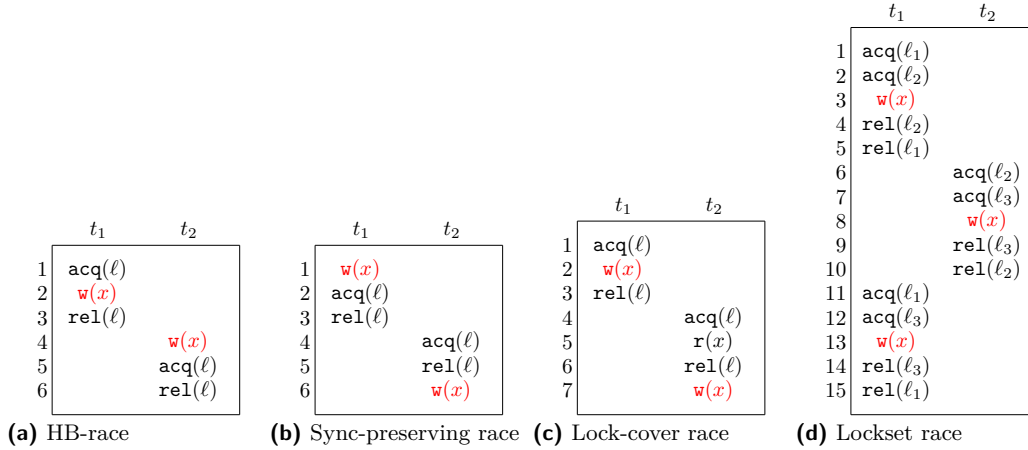 t₁ t₂
1 acq(ℓ)
2 w(x)
3 rel(ℓ)
4 w(x)
5 acq(ℓ)
6 rel(ℓ)
(a) HB-race
t₁ t₂
1 w(x)
2 acq(ℓ)
3 rel(ℓ)
4 acq(ℓ)
5 rel(ℓ)
6 w(x)
(b) Sync-preserving race
t₁ t₂
1 acq(ℓ)
2 w(x)
3 rel(ℓ)
4 acq(ℓ)
5 r(x)
6 rel(ℓ)
7 w(x)
(c) Lock-cover race
t₁ t₂
1 acq(ℓ₁)
2 acq(ℓ₂)
3 w(x)
4 rel(ℓ₂)
5 rel(ℓ₁)
6 acq(ℓ₂)
7 acq(ℓ₃)
8 w(x)
9 rel(ℓ₃)
10 rel(ℓ₂)
11 acq(ℓ₁)
12 acq(ℓ₃)
13 w(x)
14 rel(ℓ₃)
15 rel(ℓ₁)
(d) Lockset race